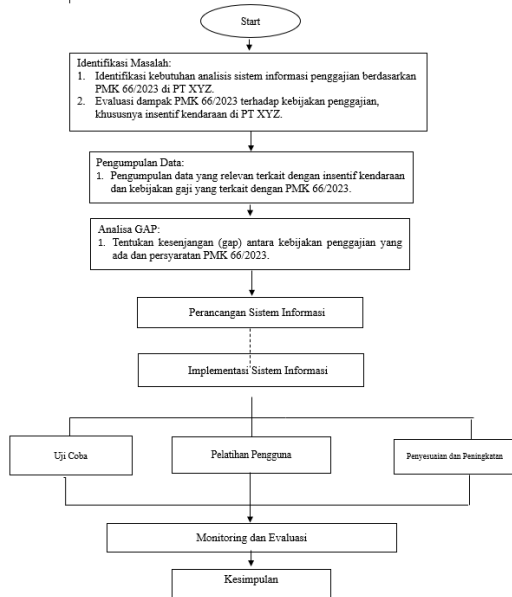 Start
Identifikasi Masalah:
1. Identifikasi kebutuhan analisis sistem informasi penggajian berdasarkan
PMK 66/2023 di PT XYZ.
2. Evaluasi dampak PMK 66/2023 terhadap kebijakan penggajian,
khususnya insentif kendaraan di PT XYZ.
Pengumpulan Data:
1. Pengumpulan data yang relevan terkait dengan insentif kendaraan
dan kebijakan gaji yang terkait dengan PMK 66/2023.
Analisa GAP:
1. Tentukan kesenjangan (gap) antara kebijakan penggajian yang
ada dan persyaratan PMK 66/2023.
Perancangan Sistem Informasi
Implementasi Sistem Informasi
Uji Coba
Pelatihan Pengguna
Penyesuaian dan Peningkatan
Monitoring dan Evaluasi
Kesimpulan